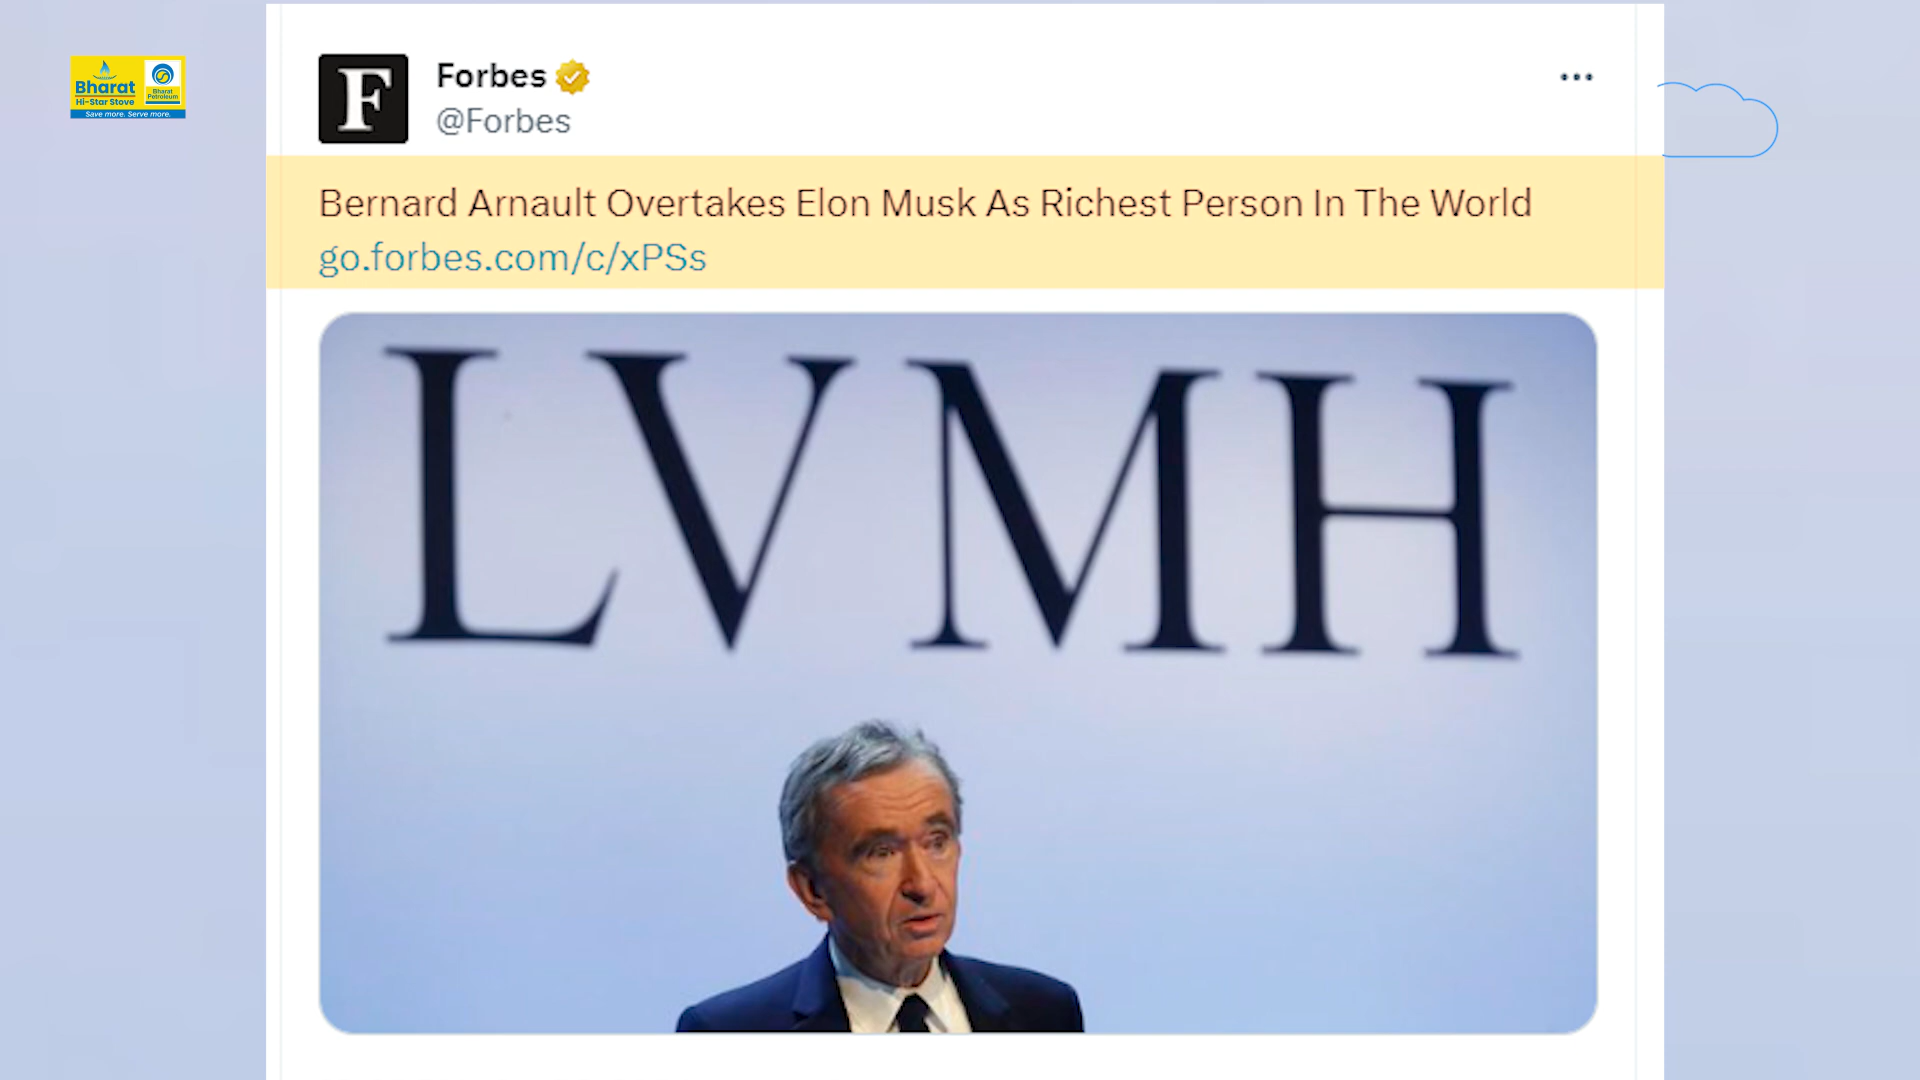 Bharat
Hi-Star Stove
Bharat
Petroleum
Save more. Serve more.
F
Forbes
@Forbes
Bernard Arnault Overtakes Elon Musk As Richest Person In The World
go.forbes.com/c/xPSs
LVMH